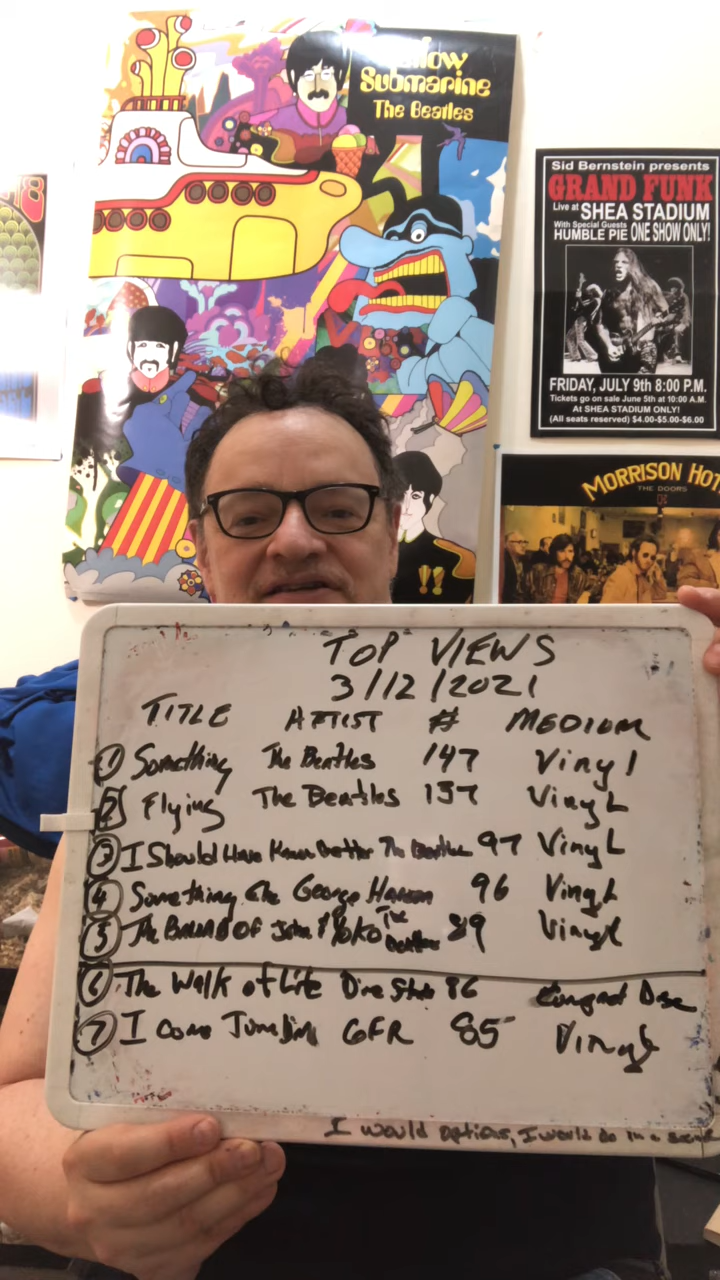 Yellow
Submarine
The Beatles
Sid Bernstein presents
GRAND FUNK
Live at SHEA STADIUM
With Special Guests
HUMBLE PIE ONE SHOW ONLY!
FRIDAY, JULY 9th 8:00 P.M.
Tickets go on sale June 5th at 10:00 A.M.
At SHEA STADIUM ONLY!
(All seats reserved) $4.00-$5.00-$6.00
MORRISON HOT
THE DOORS
TOP VIEWS
3/12/2021
TITLE ARTIST # MEDIUM
1 Something The Beatles 147 Vinyl
2 Flying The Beatles 137 Vinyl
3 I Should Have Known Better The Beatles 97 Vinyl
4 Something George 96 Vinyl
5 The Ballad of John & Yoko The Beatles 89 Vinyl
6 The Walk of Life Dire 86 Compact Disc
7 I GFR 85 Vinyl
I would options, I would do in a